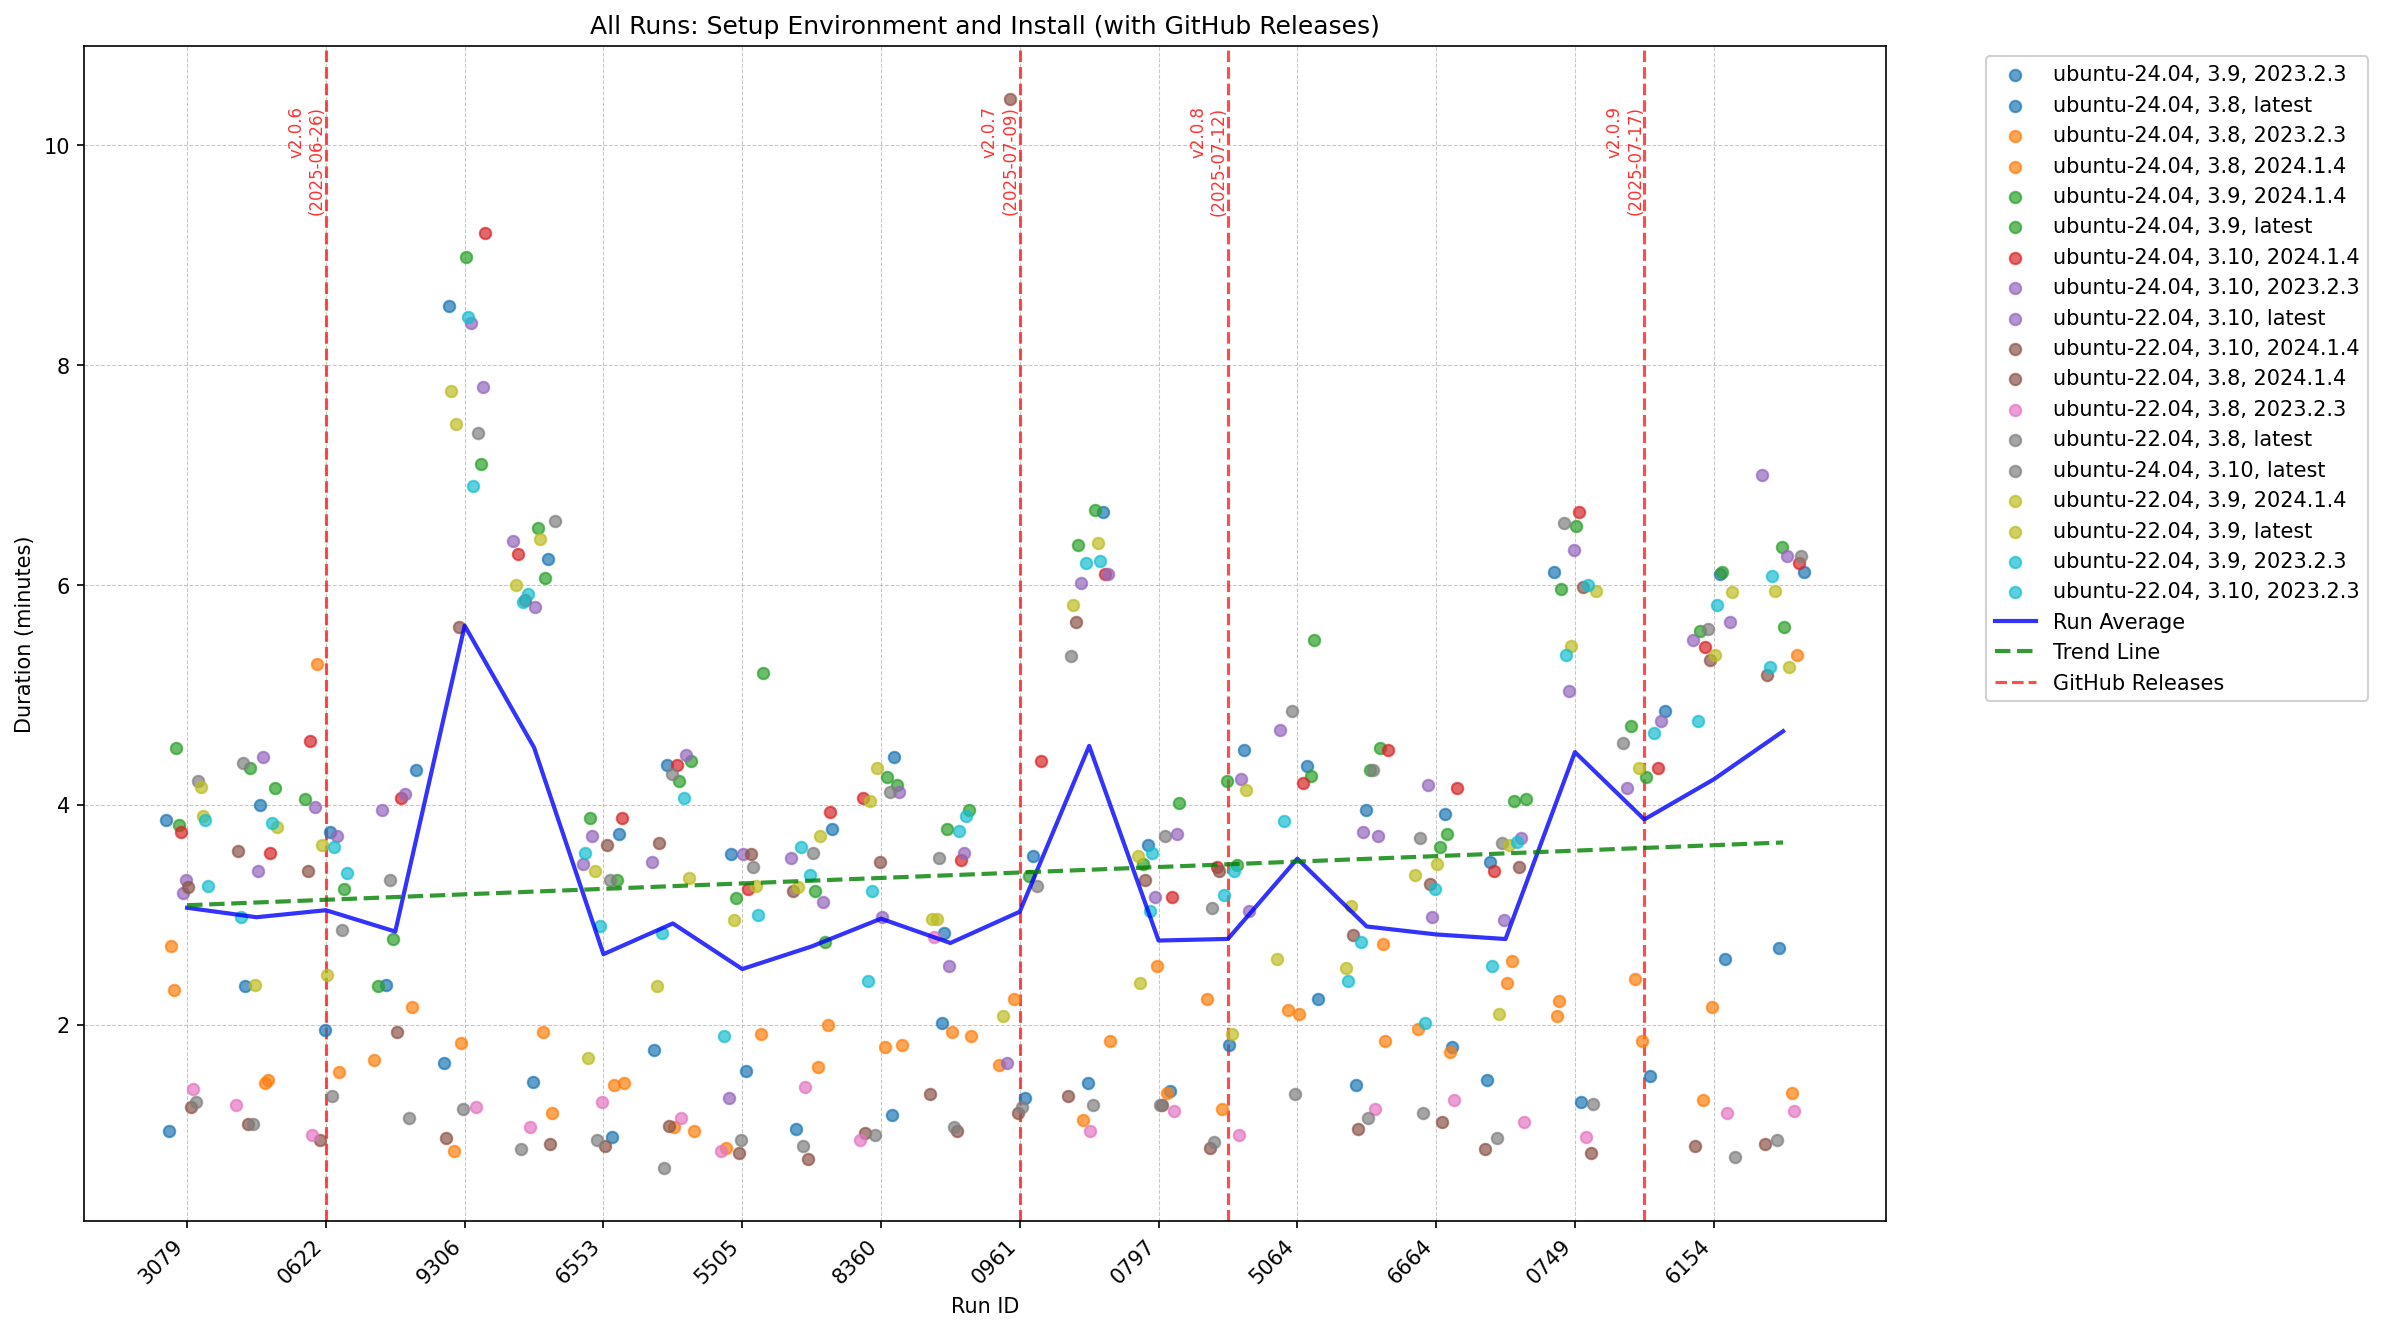 All Runs: Setup Environment and Install (with GitHub Releases)
Duration (minutes)
10
8
6
4
2
v2.0.6
(2025-06-26)
v2.0.7
(2025-07-09)
v2.0.8
(2025-07-12)
v2.0.9
(2025-07-17)
3079
0622
9306
6553
5505
8360
0961
0797
5064
6664
0749
6154
Run ID
ubuntu-24.04, 3.9, 2023.2.3
ubuntu-24.04, 3.8, latest
ubuntu-24.04, 3.8, 2023.2.3
ubuntu-24.04, 3.8, 2024.1.4
ubuntu-24.04, 3.9, 2024.1.4
ubuntu-24.04, 3.9, latest
ubuntu-24.04, 3.10, 2024.1.4
ubuntu-24.04, 3.10, 2023.2.3
ubuntu-22.04, 3.10, latest
ubuntu-22.04, 3.10, 2024.1.4
ubuntu-22.04, 3.8, 2024.1.4
ubuntu-22.04, 3.8, 2023.2.3
ubuntu-22.04, 3.8, latest
ubuntu-24.04, 3.10, latest
ubuntu-22.04, 3.9, 2024.1.4
ubuntu-22.04, 3.9, latest
ubuntu-22.04, 3.9, 2023.2.3
ubuntu-22.04, 3.10, 2023.2.3
Run Average
Trend Line
GitHub Releases